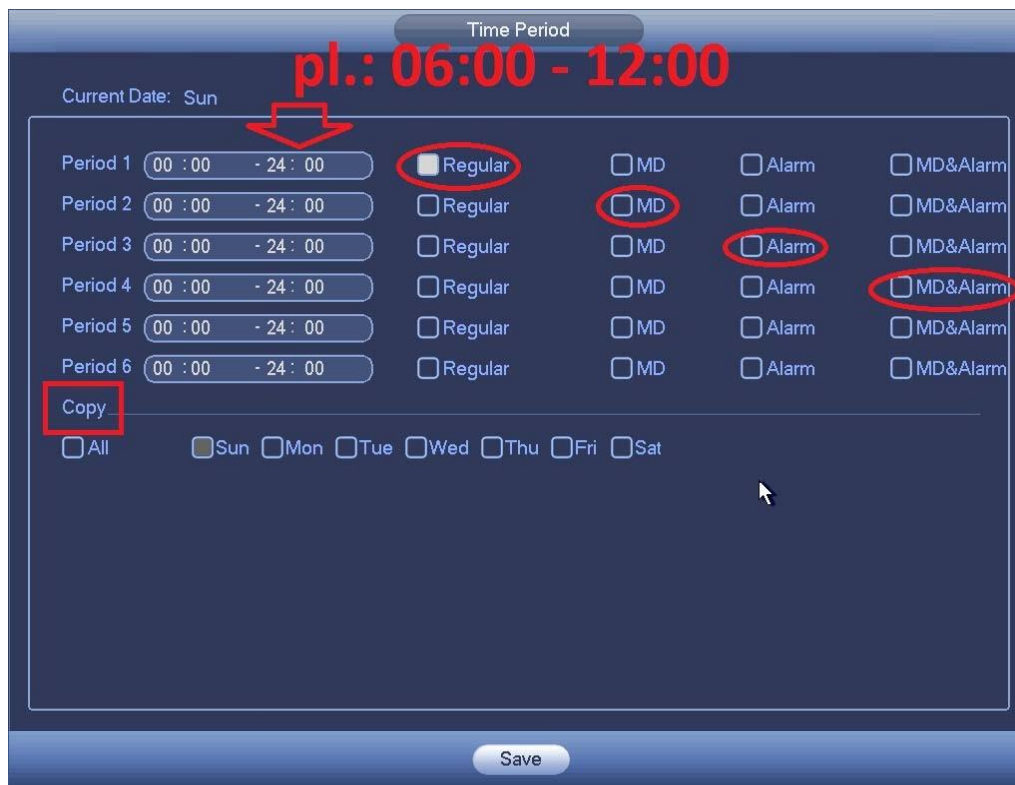 Time Period
pl.: 06:00 - 12:00
Current Date: Sun
Period 1 00 :00 - 24 : 00 Regular MD Alarm MD&Alarm
Period 2 00 :00 - 24 : 00 Regular MD Alarm MD&Alarm
Period 3 00 :00 - 24 : 00 Regular MD Alarm MD&Alarm
Period 4 00 :00 - 24 : 00 Regular MD Alarm MD&Alarm
Period 5 00 :00 - 24 : 00 Regular MD Alarm MD&Alarm
Period 6 00 :00 - 24 : 00 Regular MD Alarm MD&Alarm
Copy
All Sun Mon Tue Wed Thu Fri Sat
Save